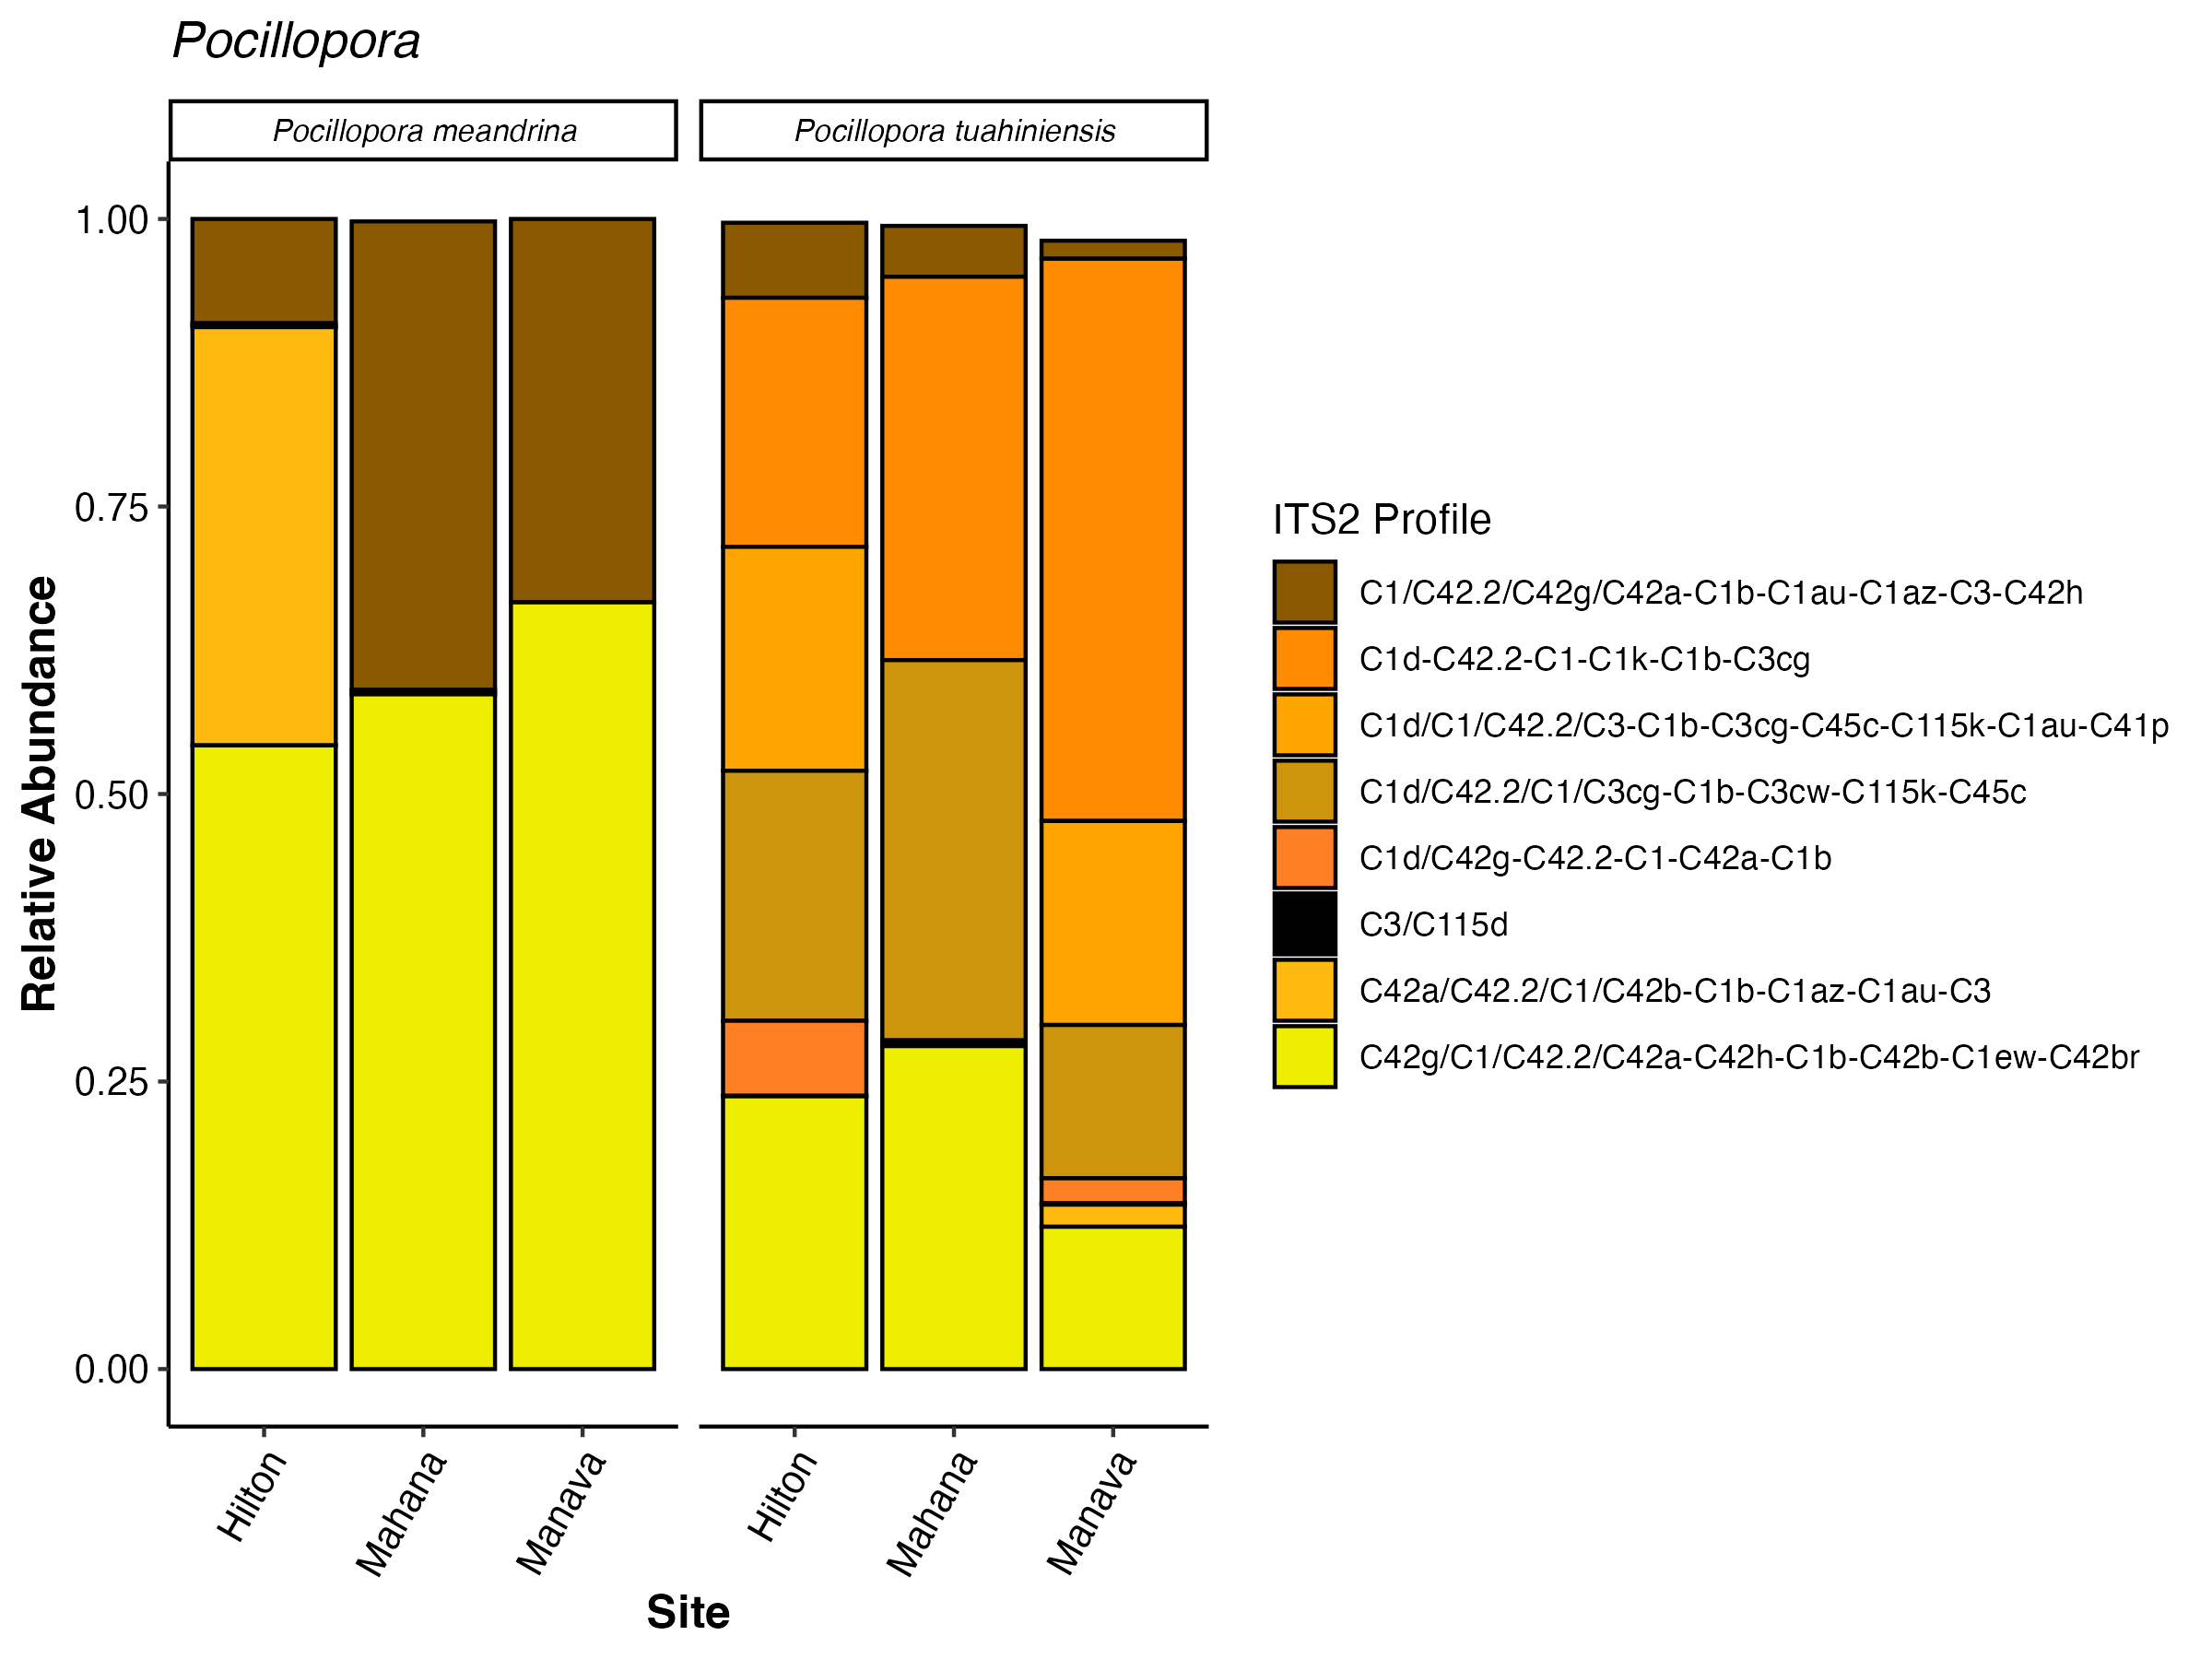 Pocillopora
Pocillopora meandrina
Pocillopora tuahiniensis
1.00
0.75
0.50
0.25
0.00
Relative Abundance
Hilton
Mahana
Manava
Hilton
Mahana
Manava
Site
ITS2 Profile
C1/C42.2/C42g/C42a-C1b-C1au-C1az-C3-C42h
C1d-C42.2-C1-C1k-C1b-C3cg
C1d/C1/C42.2/C3-C1b-C3cg-C45c-C115k-C1au-C41p
C1d/C42.2/C1/C3cg-C1b-C3cw-C115k-C45c
C1d/C42g-C42.2-C1-C42a-C1b
C3/C115d
C42a/C42.2/C1/C42b-C1b-C1az-C1au-C3
C42g/C1/C42.2/C42a-C42h-C1b-C42b-C1ew-C42br